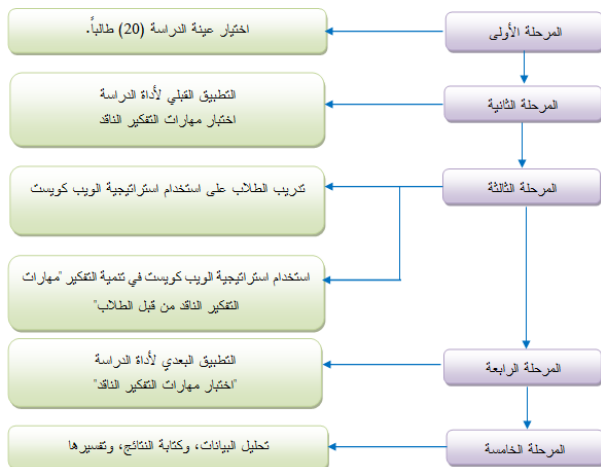 المرحلة الأولى
اختيار عينة الدراسة (20) طالباً.
المرحلة الثانية
التطبيق القبلي لأداة الدراسة
اختبار مهارات التفكير الناقد
المرحلة الثالثة
تدريب الطلاب على استخدام استراتيجية الويب كويست
استخدام استراتيجية الويب كويست في تنمية التفكير "مهارات
التفكير الناقد من قبل الطلاب"
المرحلة الرابعة
التطبيق البعدي لأداة الدراسة
"اختبار مهارات التفكير الناقد"
المرحلة الخامسة
تحليل البيانات، وكتابة النتائج، وتفسيرها